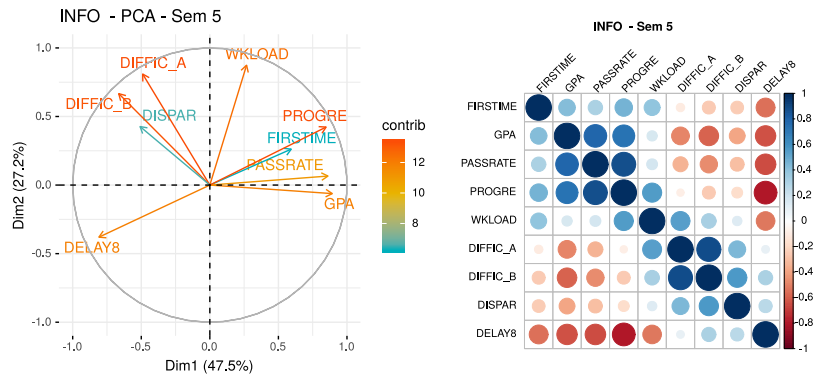 INFO - PCA - Sem 5
1.0
0.5
0.0
-0.5
-1.0
-1.0
-0.5
0.0
0.5
1.0
Dim2 (27.2%)
Dim1 (47.5%)
WKLOAD
DIFFIC_A
DIFFIC_B
DISPAR
PROGRE
FIRSTIME
PASSRATE
GPA
DELAY8
contrib
12
10
8
INFO - Sem 5
FIRSTIME
GPA
PASSRATE
PROGRE
WKLOAD
DIFFIC_A
DIFFIC_B
DISPAR
DELAY8
FIRSTIME
GPA
PASSRATE
PROGRE
WKLOAD
DIFFIC_A
DIFFIC_B
DISPAR
DELAY8
1
0.8
0.6
0.4
0.2
0
-0.2
-0.4
-0.6
-0.8
-1